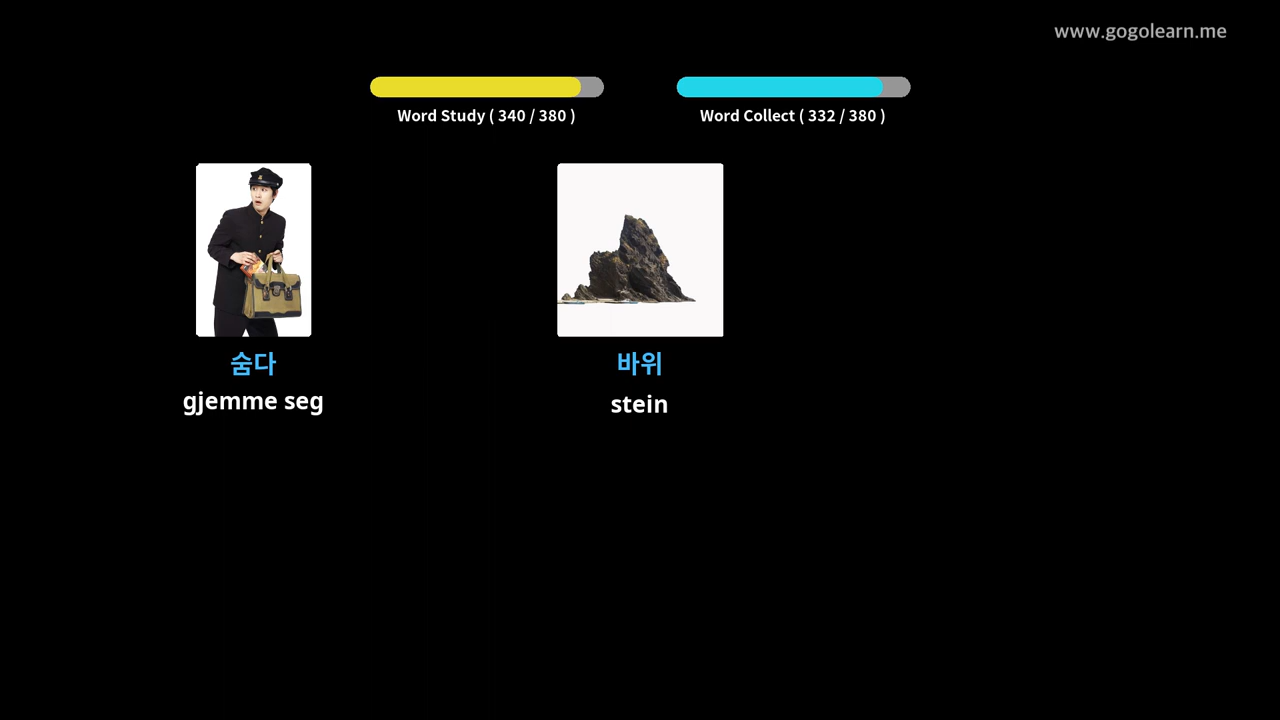 www.gogolearn.me
Word Study ( 340 / 380 )
Word Collect ( 332 / 380 )
숨다
gjemme seg
바위
stein